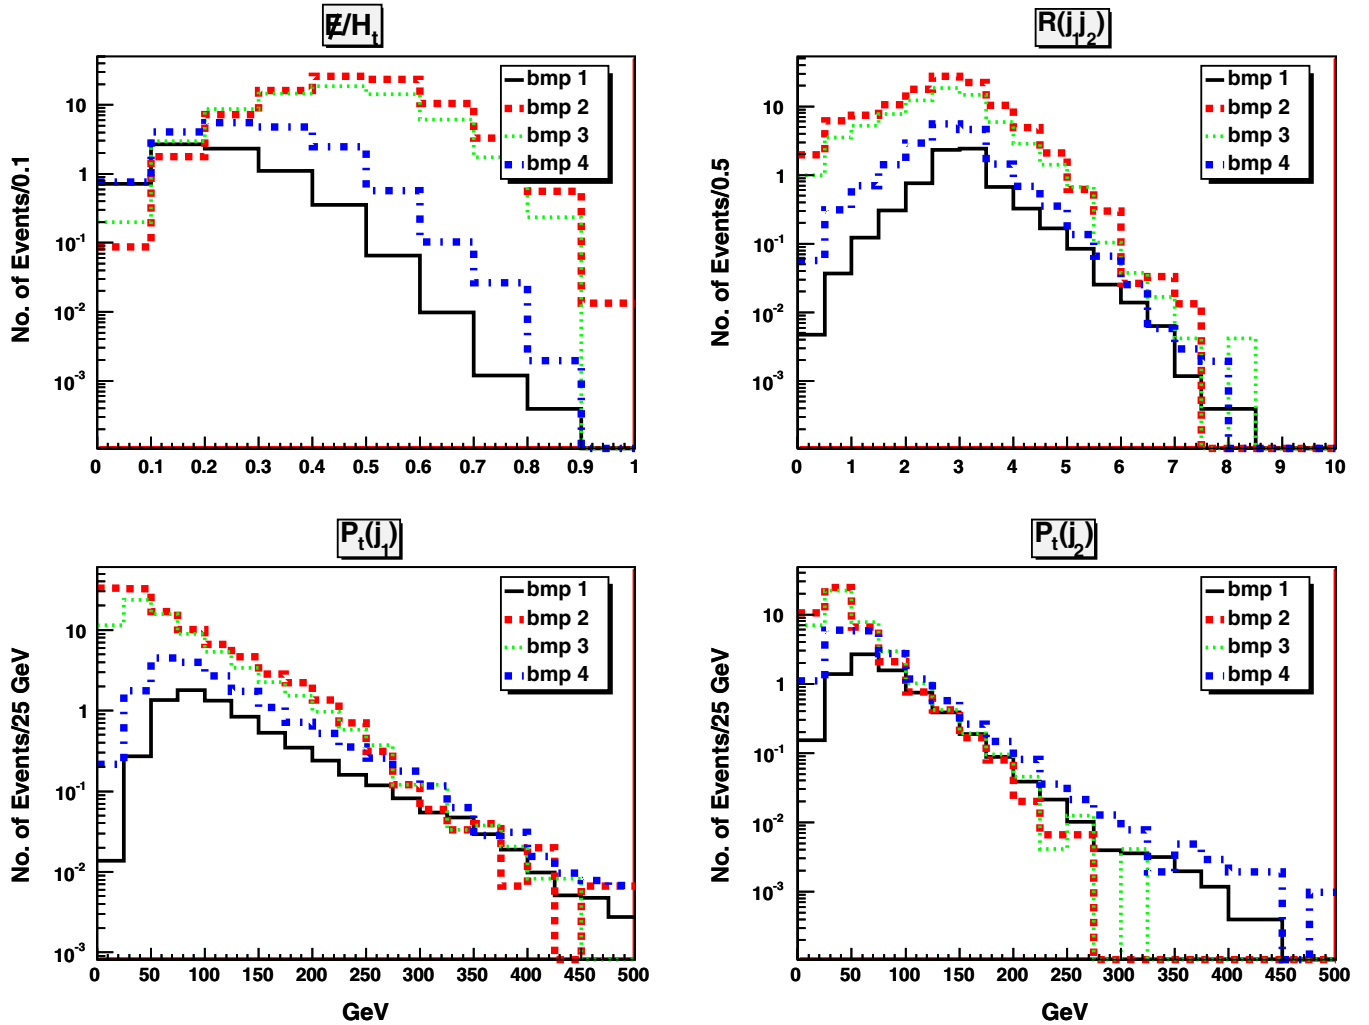 E̸/Ht
No. of Events/0.1
10
1
10-1
10-2
10-3
bmp 1
bmp 2
bmp 3
bmp 4
0 0.1 0.2 0.3 0.4 0.5 0.6 0.7 0.8 0.9 1
R(j1j2)
No. of Events/0.5
10
1
10-1
10-2
10-3
bmp 1
bmp 2
bmp 3
bmp 4
0 1 2 3 4 5 6 7 8 9 10
Pt(j1)
No. of Events/25 GeV
10
1
10-1
10-2
10-3
bmp 1
bmp 2
bmp 3
bmp 4
0 50 100 150 200 250 300 350 400 450 500
GeV
Pt(j2)
No. of Events/25 GeV
10
1
10-1
10-2
10-3
bmp 1
bmp 2
bmp 3
bmp 4
0 50 100 150 200 250 300 350 400 450 500
GeV